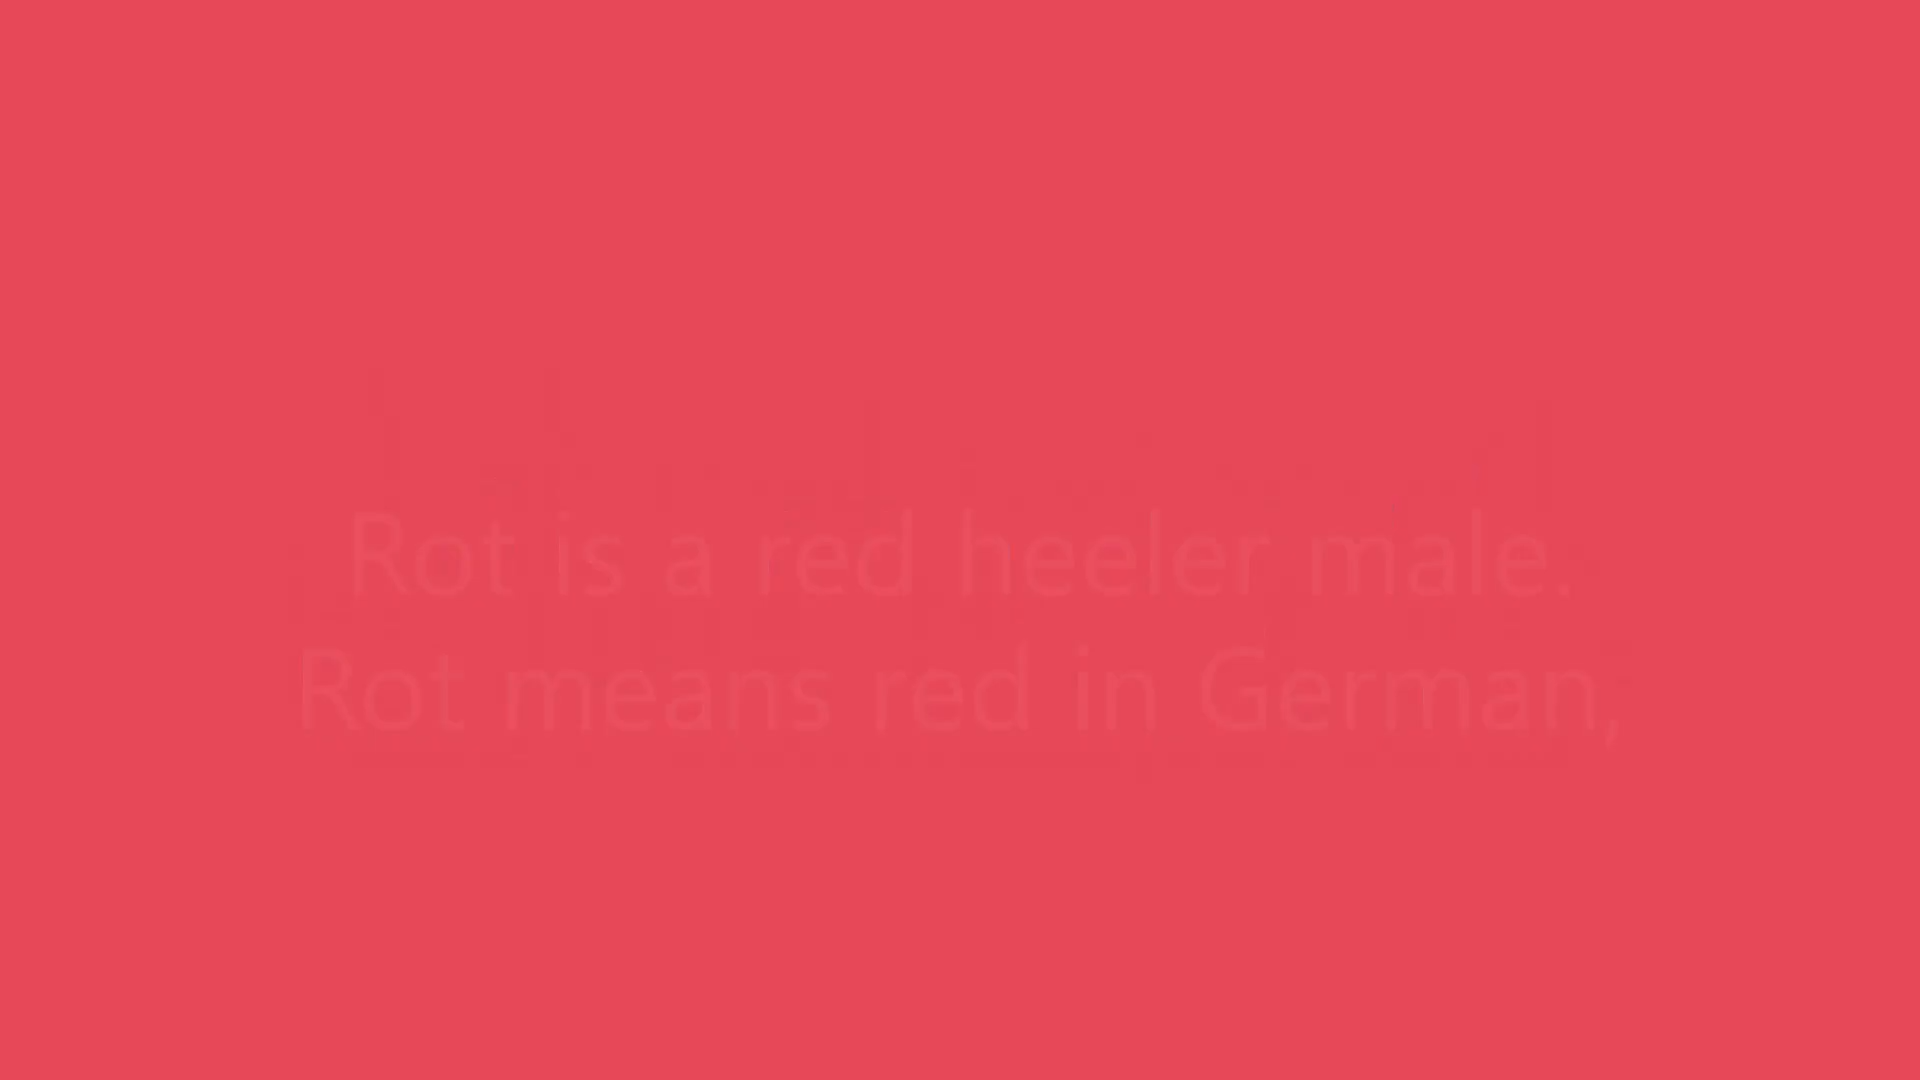 Rot is a red heeler male.
Rot means red in German,